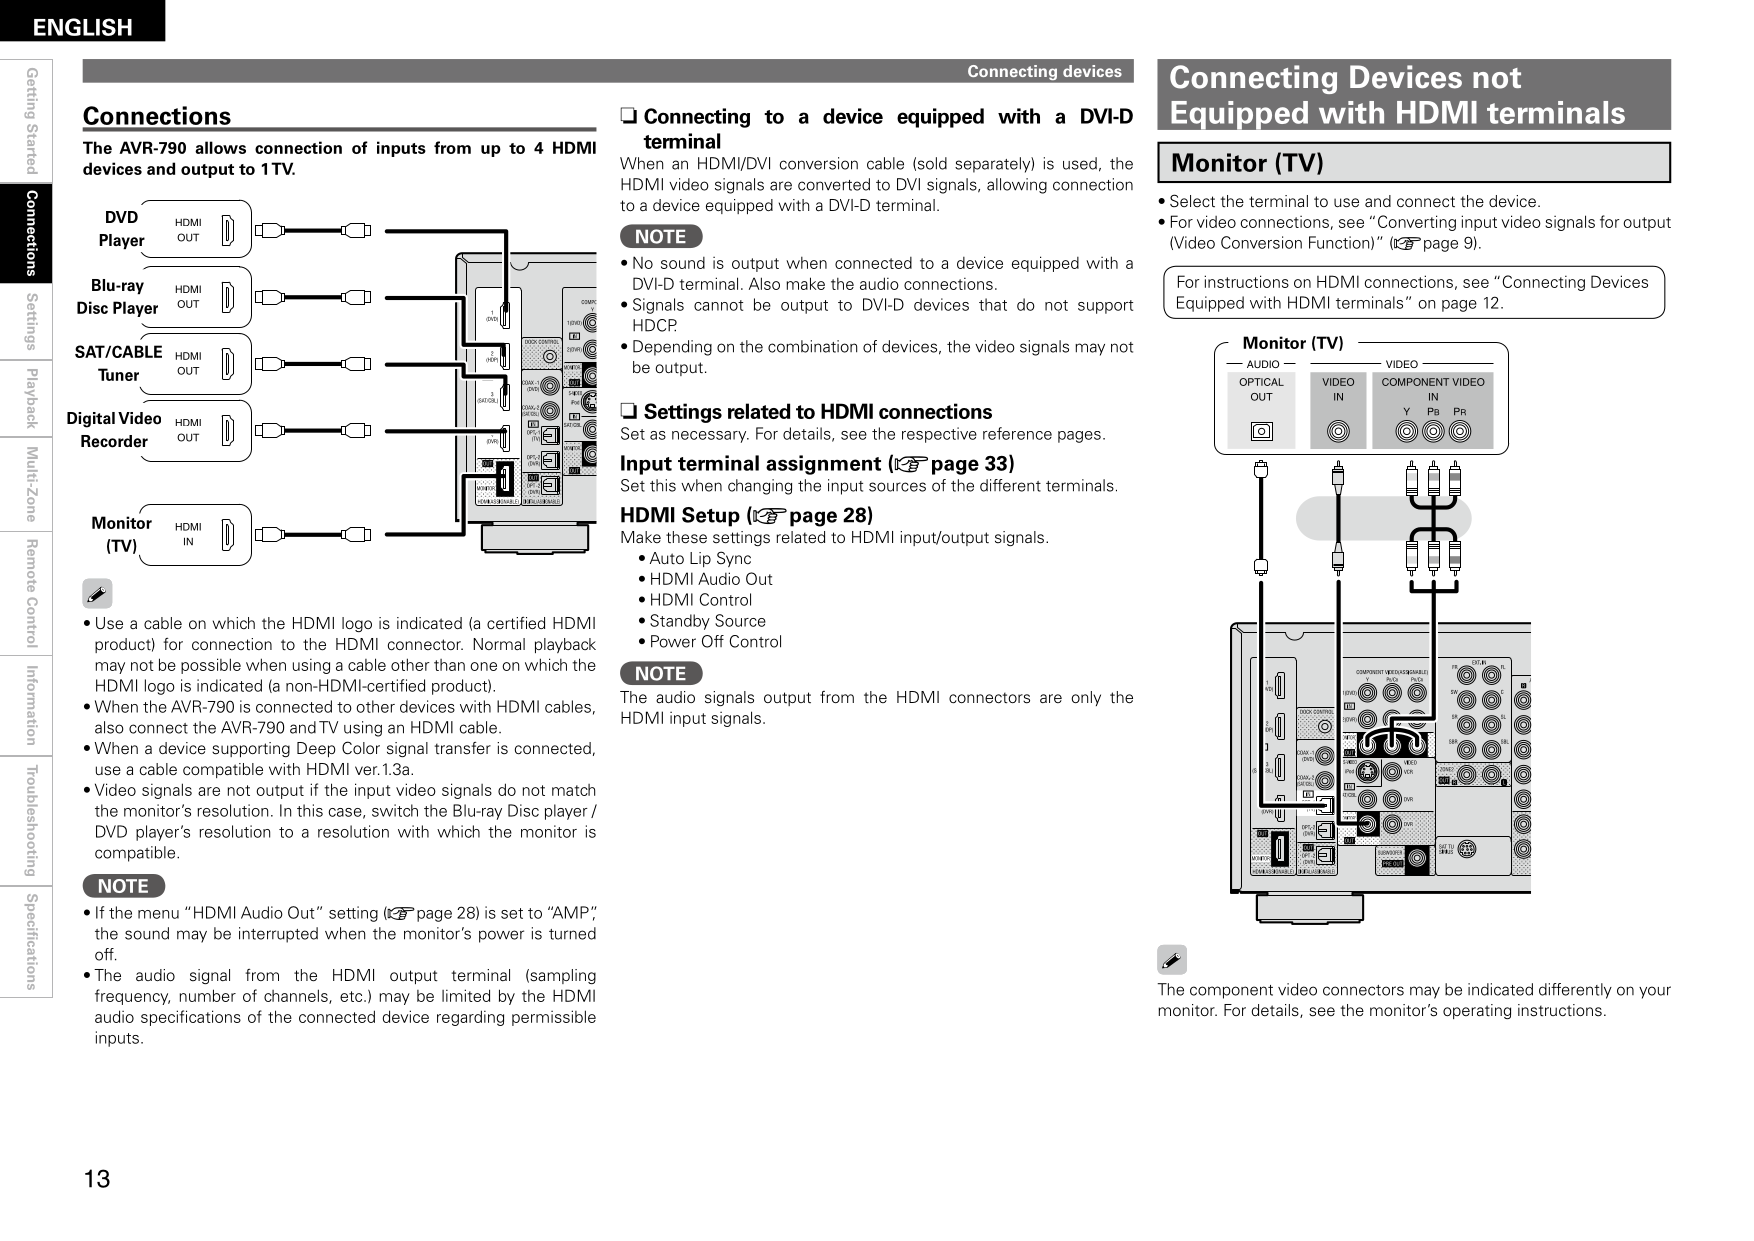 ENGLISH
Getting Started
Connections
Settings
Playback
Multi-Zone
Remote Control
Information
Troubleshooting
Specifications
Connecting devices
Connections
The AVR-790 allows connection of inputs from up to 4 HDMI
devices and output to 1 TV.
DVD
Player
HDMI
OUT
Blu-ray
Disc Player
HDMI
OUT
SAT/CABLE
Tuner
HDMI
OUT
Digital Video
Recorder
HDMI
OUT
Monitor
(TV)
HDMI
IN
• Use a cable on which the HDMI logo is indicated (a certified HDMI
product) for connection to the HDMI connector. Normal playback
may not be possible when using a cable other than one on which the
HDMI logo is indicated (a non-HDMI-certified product).
• When the AVR-790 is connected to other devices with HDMI cables,
also connect the AVR-790 and TV using an HDMI cable.
• When a device supporting Deep Color signal transfer is connected,
use a cable compatible with HDMI ver.1.3a.
• Video signals are not output if the input video signals do not match
the monitor's resolution. In this case, switch the Blu-ray Disc player /
DVD player's resolution to a resolution with which the monitor is
compatible.
NOTE
• If the menu “HDMI Audio Out” setting (☞page 28) is set to “AMP”,
the sound may be interrupted when the monitor's power is turned
off.
• The audio signal from the HDMI output terminal (sampling
frequency, number of channels, etc.) may be limited by the HDMI
audio specifications of the connected device regarding permissible
inputs.
❏ Connecting to a device equipped with a DVI-D
terminal
When an HDMI/DVI conversion cable (sold separately) is used, the
HDMI video signals are converted to DVI signals, allowing connection
to a device equipped with a DVI-D terminal.
NOTE
• No sound is output when connected to a device equipped with a
DVI-D terminal. Also make the audio connections.
• Signals cannot be output to DVI-D devices that do not support
HDCP.
• Depending on the combination of devices, the video signals may not
be output.
❏ Settings related to HDMI connections
Set as necessary. For details, see the respective reference pages.
Input terminal assignment (☞page 33)
Set this when changing the input sources of the different terminals.
HDMI Setup (☞page 28)
Make these settings related to HDMI input/output signals.
• Auto Lip Sync
• HDMI Audio Out
• HDMI Control
• Standby Source
• Power Off Control
NOTE
The audio signals output from the HDMI connectors are only the
HDMI input signals.
Connecting Devices not
Equipped with HDMI terminals
Monitor (TV)
• Select the terminal to use and connect the device.
• For video connections, see “Converting input video signals for output
(Video Conversion Function)” (☞page 9).
For instructions on HDMI connections, see “Connecting Devices
Equipped with HDMI terminals” on page 12.
Monitor (TV)
AUDIO
VIDEO
OPTICAL
OUT
VIDEO
IN
COMPONENT VIDEO
IN
Y PB PR
The component video connectors may be indicated differently on your
monitor. For details, see the monitor's operating instructions.
13